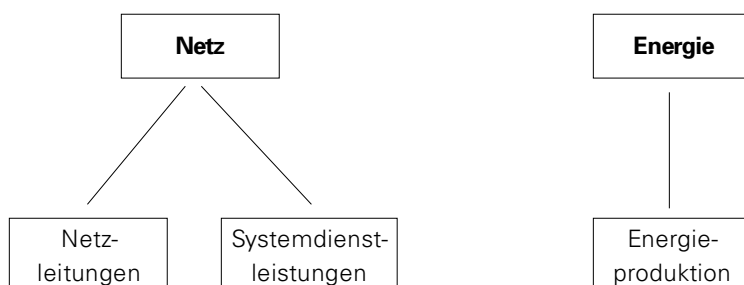 Netz
Energie
Netz-
leitungen
Systemdienst-
leistungen
Energie-
produktion